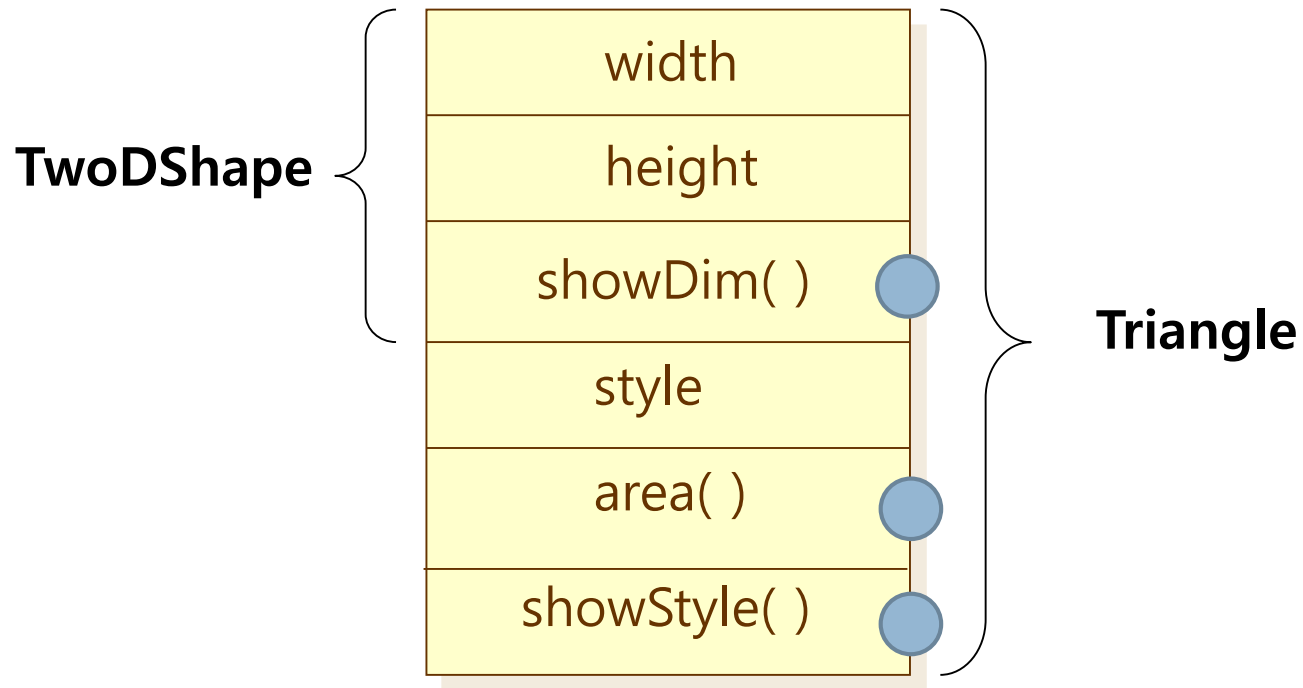 width
height
TwoDShape
showDim( )
Triangle
style
area( )
showStyle( )